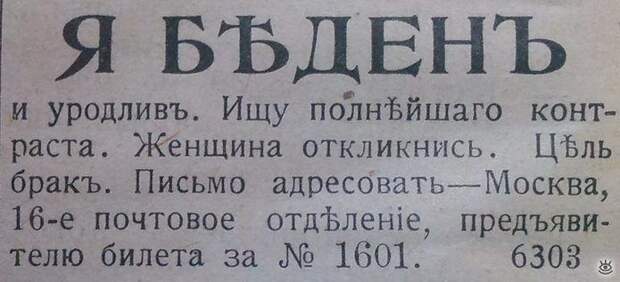 Я БѢДЕНЪ
и уродливъ. Ищу полнѣйшаго конт-
раста. Женщина откликнись. Цѣль
бракъ. Письмо адресовать—Москва,
16-е почтовое отдѣленіе, предъяви-
телю билета за № 1601. 6303